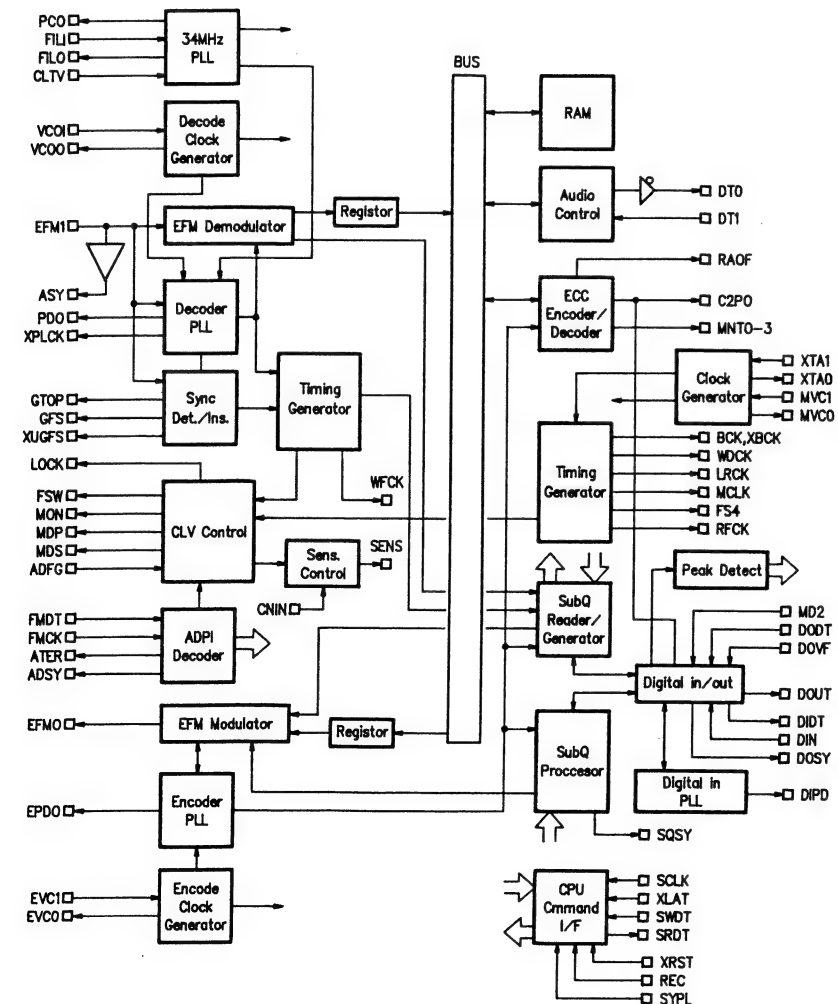 PCO
FILI
FILO
CLTV
34MHz
PLL
BUS
VCOI
VCOO
Decode
Clock
Generator
RAM
Audio
Control
DTO
DT1
EFM1
EFM Demodulator
Registor
ASY
PDO
XPLCK
Decoder
PLL
ECC
Encoder/
Decoder
RAOF
C2PO
MNTO-3
GTOP
GFS
XUGFS
Sync
Det./Ins.
Timing
Generator
Clock
Generator
XTA1
XTAO
MVC1
MVCO
LOCK
FSW
MON
MDP
MDS
ADFG
CLV Control
WFCK
Sens.
Control
SENS
CNIN
Timing
Generator
BCK,XBCK
WDCK
LRCK
MCLK
FS4
RFCK
Peak Detect
FMDT
FMCK
ATER
ADSY
ADPI
Decoder
SubQ
Reader/
Generator
MD2
DODT
DOVF
Digital in/out
DOUT
DIDT
DIN
DOSY
EFMO
EFM Modulator
Registor
SubQ
Proccesor
Digital in
PLL
DIPD
EPDO
Encoder
PLL
SQSY
EVC1
EVCO
Encode
Clock
Generator
CPU
Cmmand
I/F
SCLK
XLAT
SWDT
SRDT
XRST
REC
SYPL